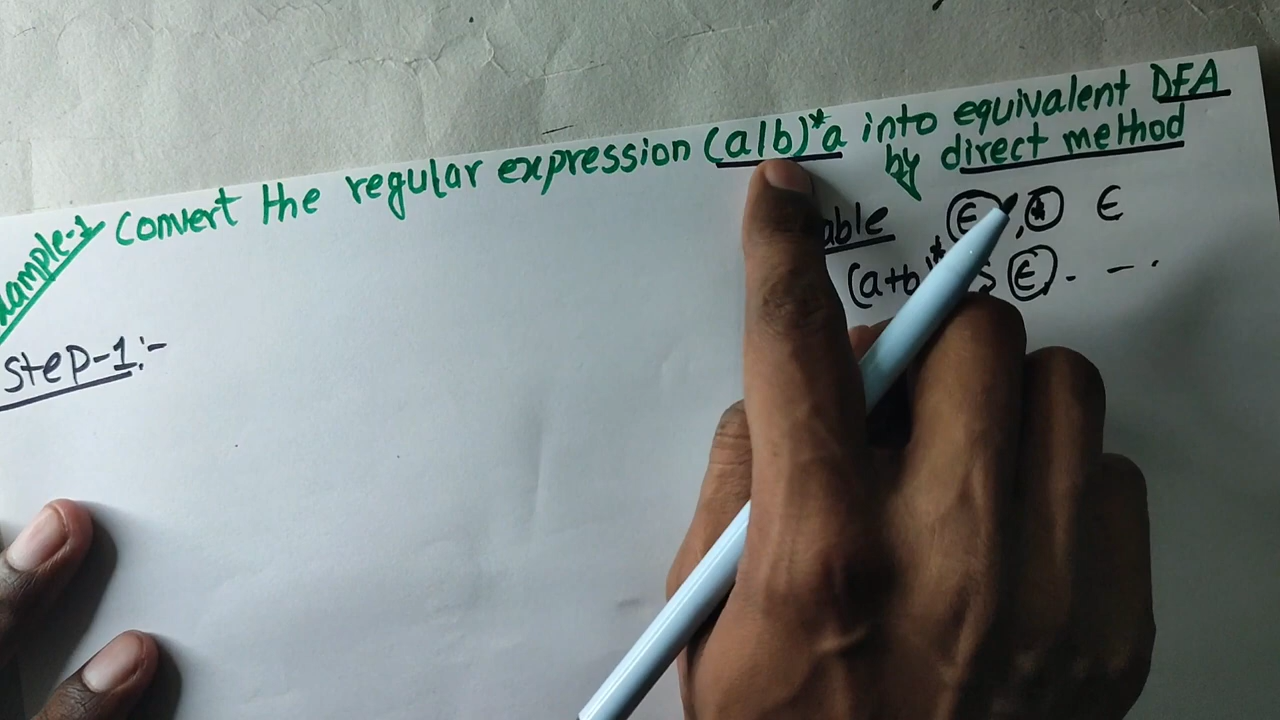 Convert the regular expression (a|b)*a into equivalent DFA
by direct method
ϵ , ϵ
(a+b)* ϵ . - - .
Step-1:-